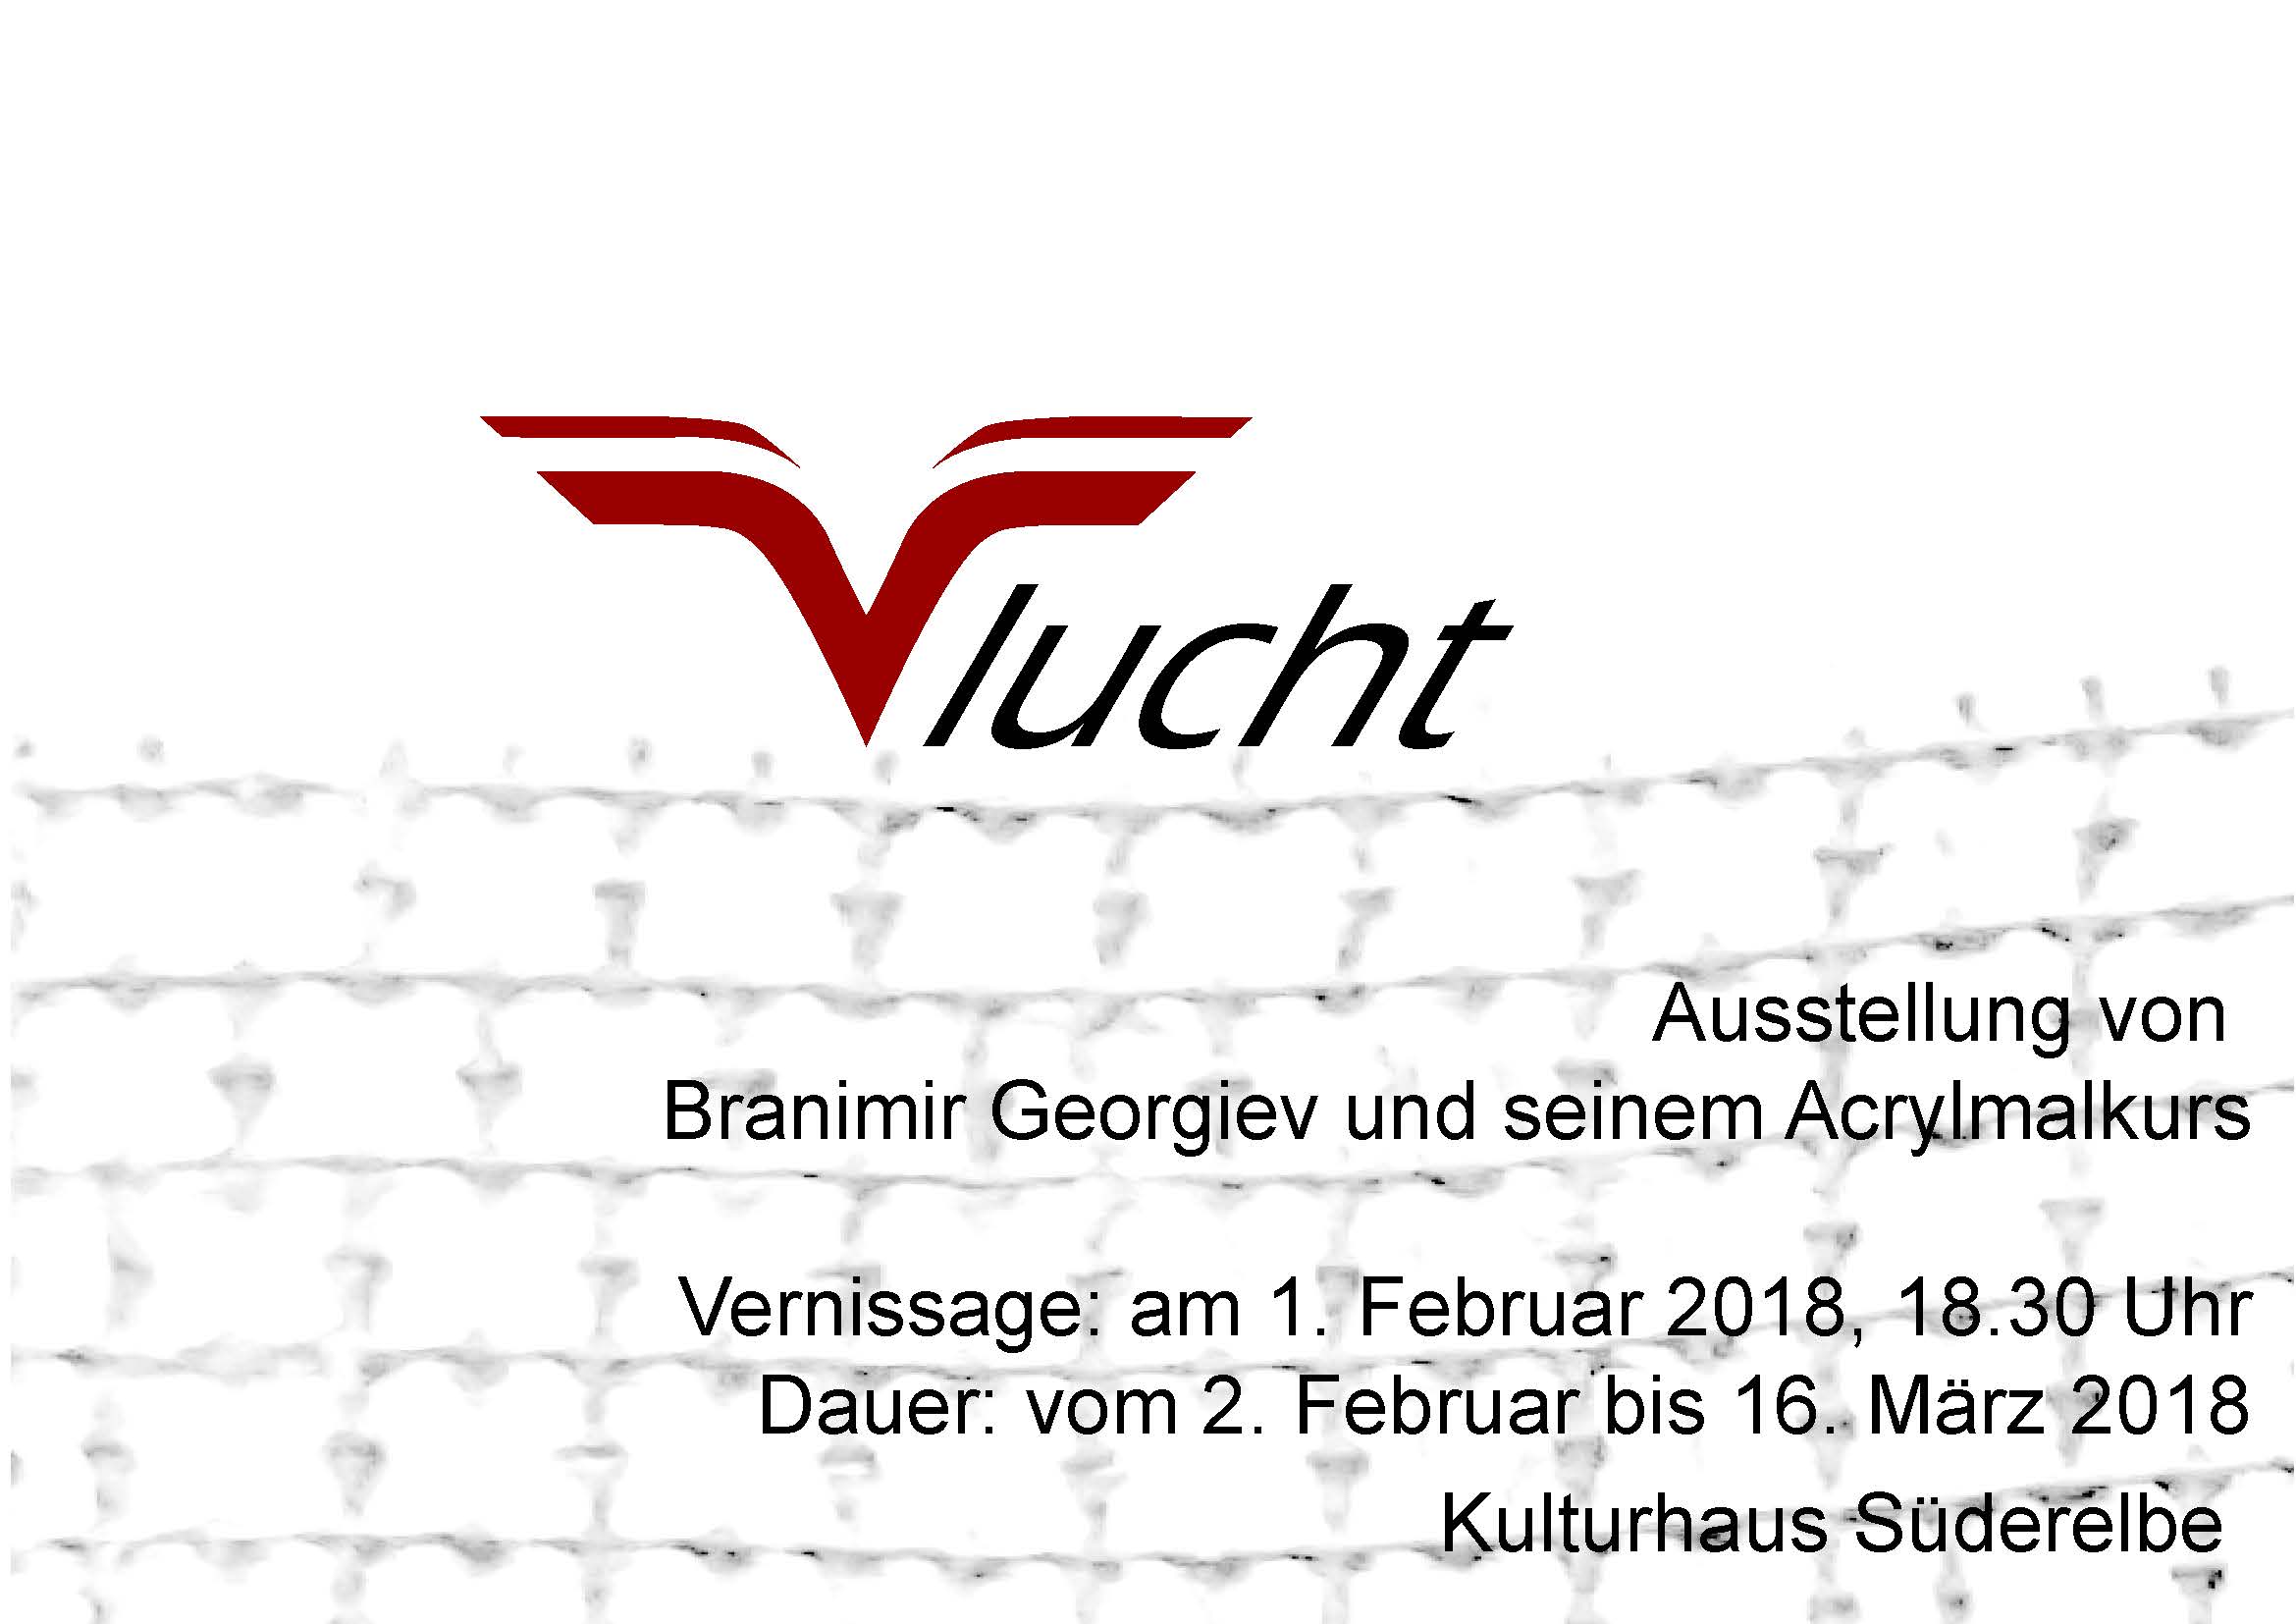 Vlucht
Ausstellung von
Branimir Georgiev und seinem Acrylmalkurs
Vernissage: am 1. Februar 2018, 18.30 Uhr
Dauer: vom 2. Februar bis 16. März 2018
Kulturhaus Süderelbe